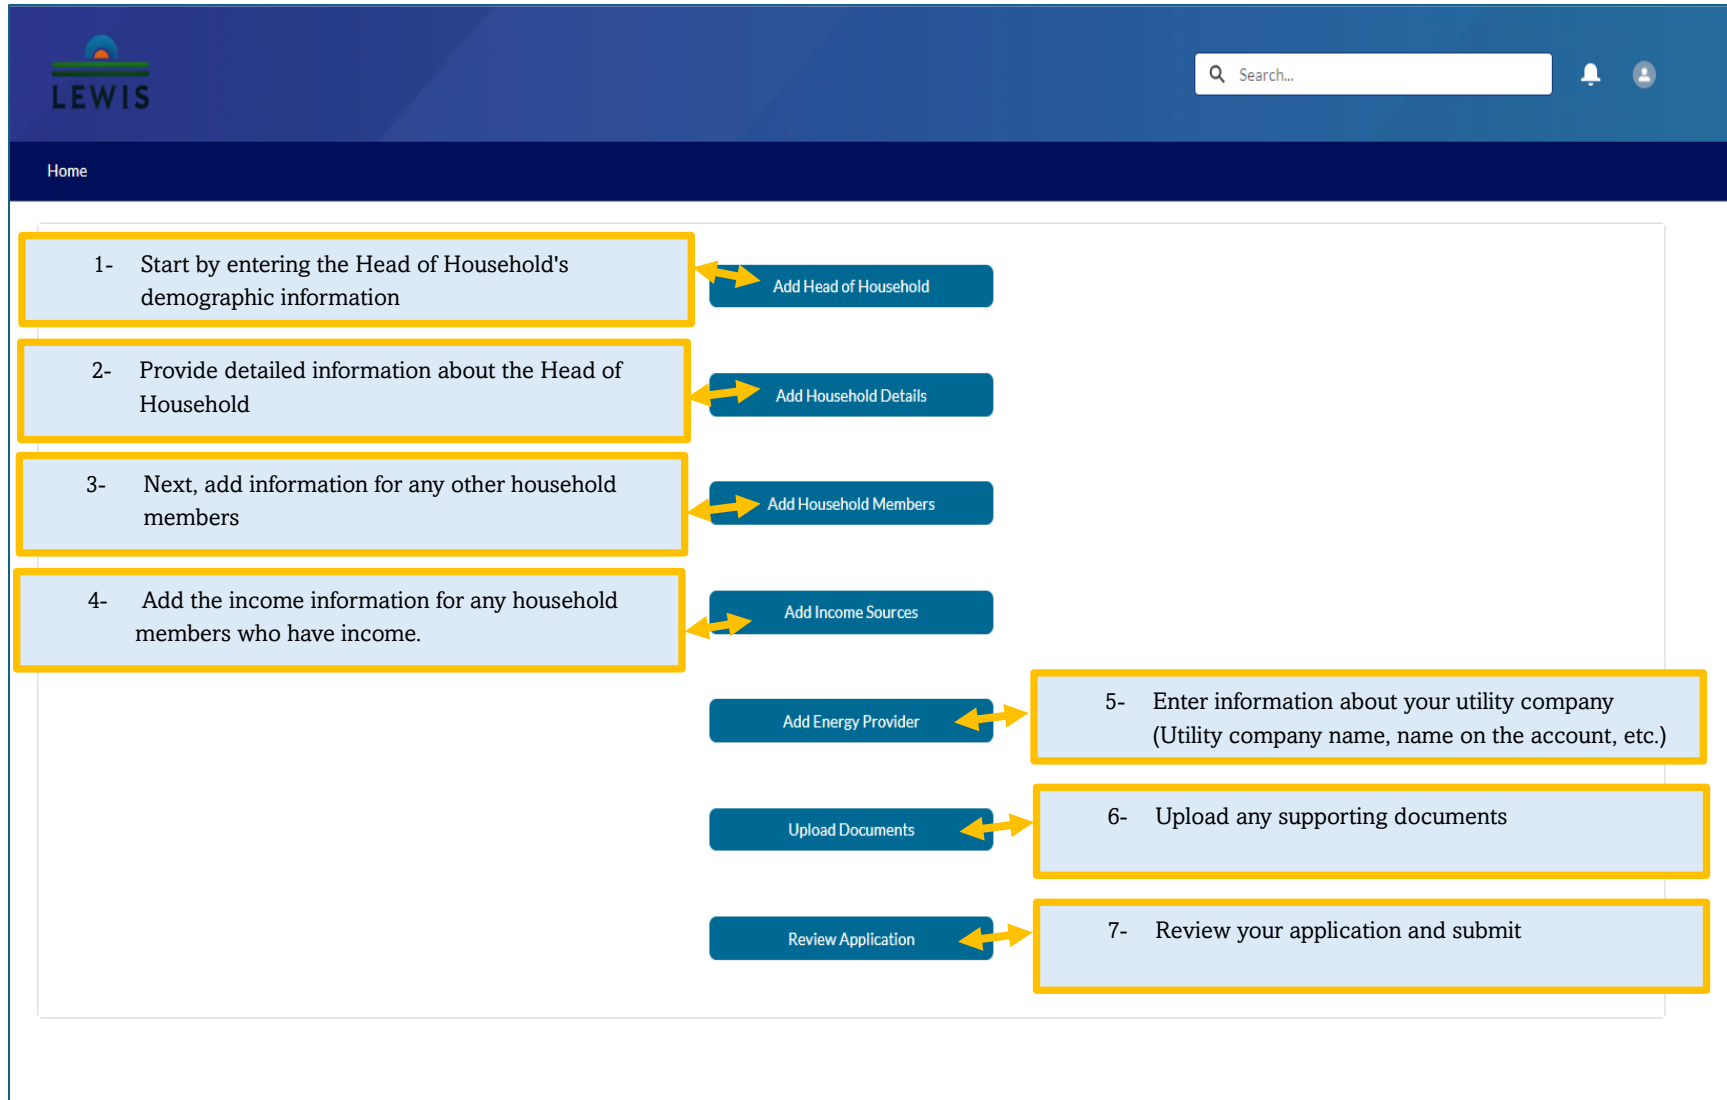 LEWIS
Search...
Home
1- Start by entering the Head of Household's
demographic information
Add Head of Household
2- Provide detailed information about the Head of
Household
Add Household Details
3- Next, add information for any other household
members
Add Household Members
4- Add the income information for any household
members who have income.
Add Income Sources
Add Energy Provider
5- Enter information about your utility company
(Utility company name, name on the account, etc.)
Upload Documents
6- Upload any supporting documents
Review Application
7- Review your application and submit